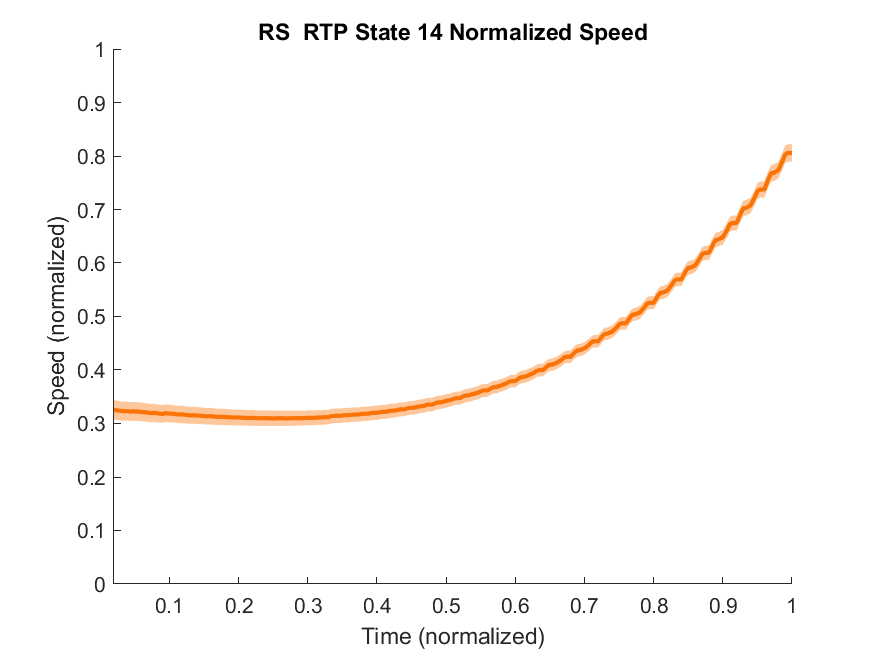 RS  RTP State 14 Normalized Speed
1
0.9
0.8
0.7
0.6
0.5
0.4
0.3
0.2
0.1
0
Speed (normalized)
0.1 0.2 0.3 0.4 0.5 0.6 0.7 0.8 0.9 1
Time (normalized)